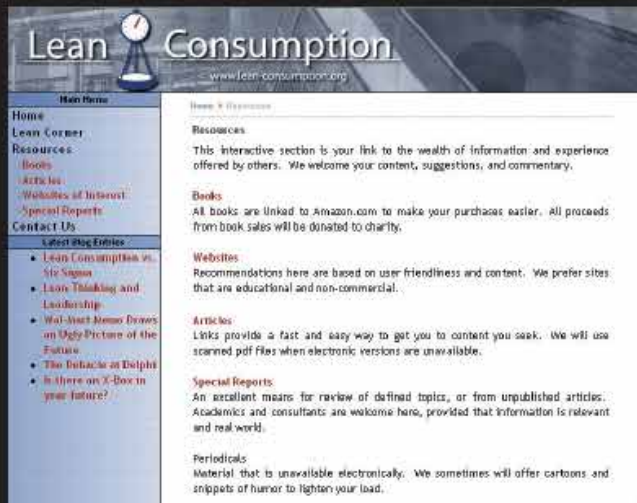 Lean Consumption
www.lean-consumption.org
Main Menu
Home
Lean Corner
Resources
Books
Articles
Websites of Interest
Special Reports
Contact Us
Latest Blog Entries
Lean Consumption vs.
Six Sigma
Lean Thinking and
Leadership
Wal-Mart Memo Draws
an Ugly Picture of the
Future
The Debacle at Delphi
Is there an X-Box in
your future?
Home Resources
Resources
This interactive section is your link to the wealth of information and experience
offered by others. We welcome your content, suggestions, and commentary.
Books
All books are linked to Amazon.com to make your purchases easier. All proceeds
from book sales will be donated to charity.
Websites
Recommendations here are based on user friendliness and content. We prefer sites
that are educational and non-commercial.
Articles
Links provide a fast and easy way to get you to content you seek. We will use
scanned pdf files when electronic versions are unavailable.
Special Reports
An excellent means for review of defined topics, or from unpublished articles.
Academics and consultants are welcome here, provided that information is relevant
and real world.
Periodicals
Material that is unavailable electronically. We sometimes will offer cartoons and
snippets of humor to lighten your load.